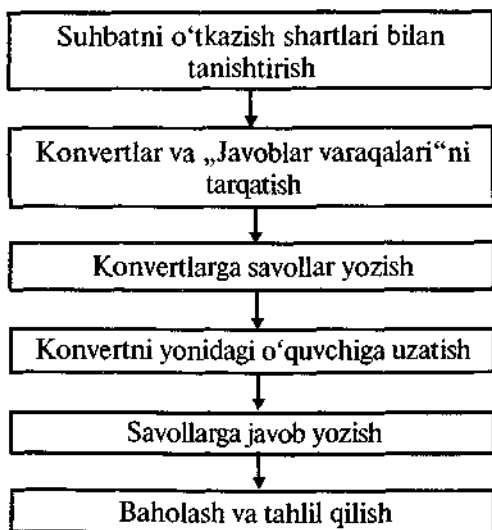 Suhbatni o‘tkazish shartlari bilan
tanishtirish
Konvertlar va „Javoblar varaqalari“ni
tarqatish
Konvertlarga savollar yozish
Konvertni yonidagi o‘quvchiga uzatish
Savollarga javob yozish
Baholash va tahlil qilish